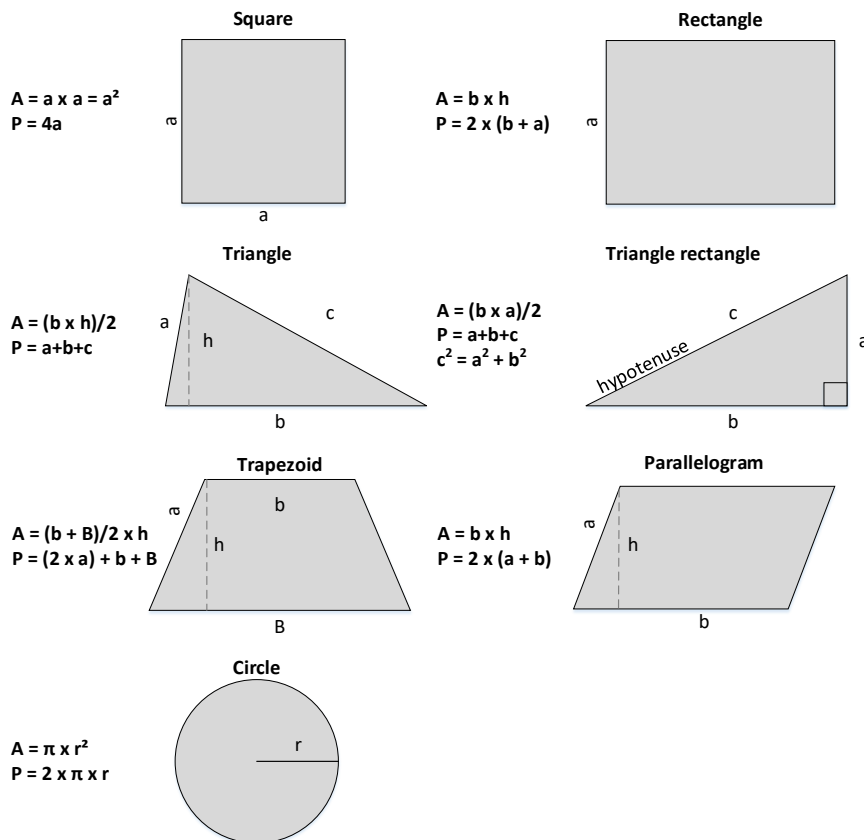 Square
A = a x a = a²
P = 4a
a
a
Rectangle
A = b x h
P = 2 x (b + a)
a
Triangle
A = (b x h)/2
P = a+b+c
a
h
c
b
Triangle rectangle
A = (b x a)/2
P = a+b+c
c² = a² + b²
c
hypotenuse
a
b
Trapezoid
A = (b + B)/2 x h
P = (2 x a) + b + B
a
b
h
B
Parallelogram
A = b x h
P = 2 x (a + b)
a
h
b
Circle
A = π x r²
P = 2 x π x r
r